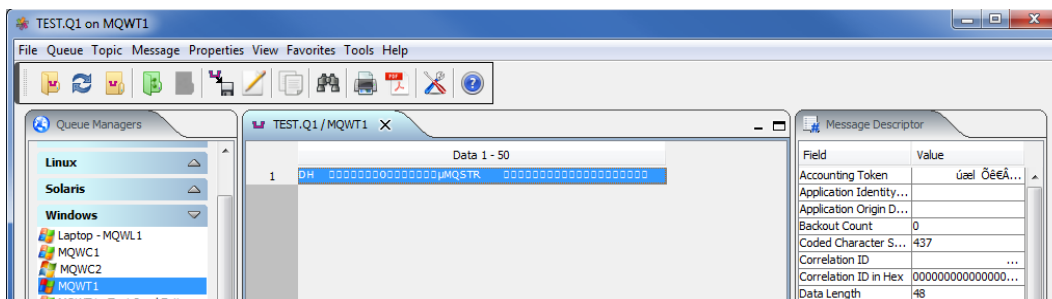 TEST.Q1 on MQWT1
File Queue Topic Message Properties View Favorites Tools Help
Queue Managers
Linux
Solaris
Windows
Laptop - MQWL1
MQWC1
MQWC2
MQWT1
TEST.Q1/MQWT1
Data 1 - 50
1 DH 0 µMQSTR
Message Descriptor
Field Value
Accounting Token
Application Identity...
Application Origin D...
Backout Count 0
Coded Character S... 437
Correlation ID ...
Correlation ID in Hex 000000000000000...
Data Length 48